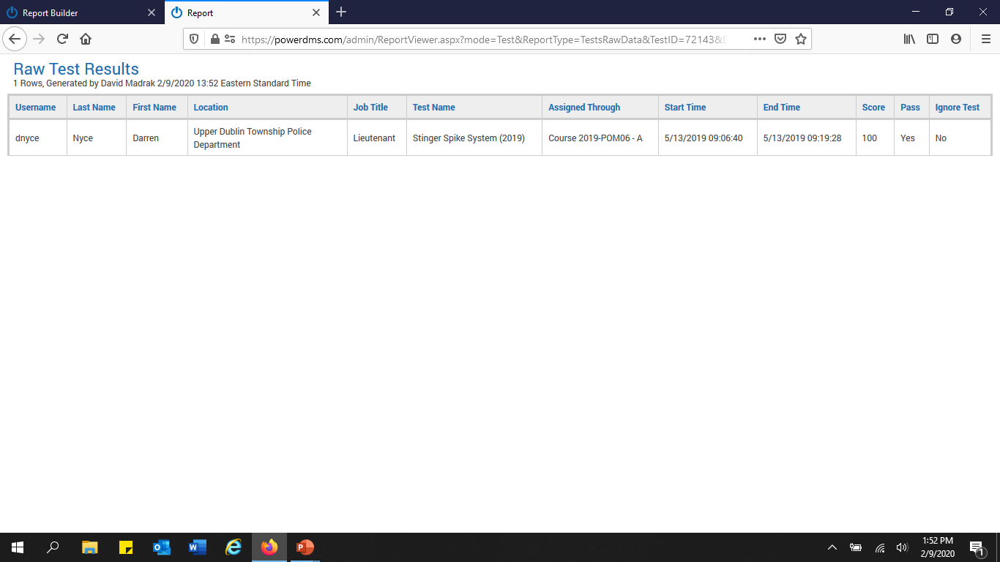 Report Builder
Report
https://powerdms.com/admin/ReportViewer.aspx?mode=Test&ReportType=TestsRawData&TestID=72143&
Raw Test Results
1 Rows, Generated by David Madrak 2/9/2020 13:52 Eastern Standard Time
Username Last Name First Name Location Job Title Test Name Assigned Through Start Time End Time Score Pass Ignore Test
dnyce Nyce Darren Upper Dublin Township Police Lieutenant Stinger Spike System (2019) Course 2019-POM06 - A 5/13/2019 09:06:40 5/13/2019 09:19:28 100 Yes No
Department
1:52 PM
2/9/2020
1